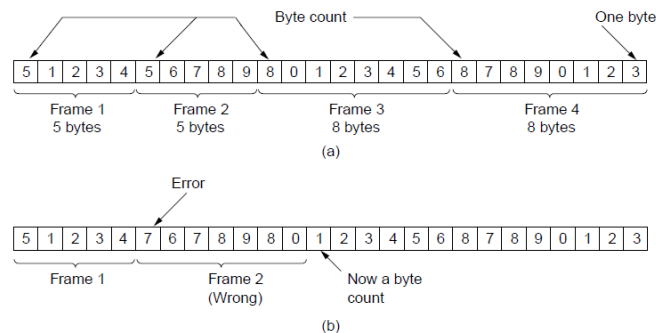 Byte count One byte
5 1 2 3 4 5 6 7 8 9 8 0 1 2 3 4 5 6 8 7 8 9 0 1 2 3
Frame 1 Frame 2 Frame 3 Frame 4
5 bytes 5 bytes 8 bytes 8 bytes
(a)
Error
5 1 2 3 4 7 6 7 8 9 8 0 1 2 3 4 5 6 8 7 8 9 0 1 2 3
Frame 1 Frame 2 Now a byte
(Wrong) count
(b)